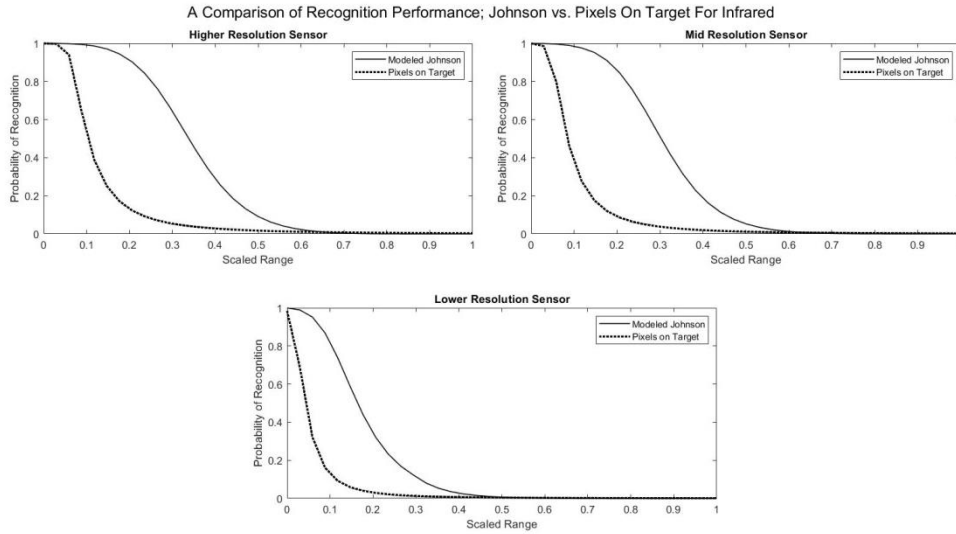 A Comparison of Recognition Performance; Johnson vs. Pixels On Target For Infrared
Higher Resolution Sensor
1
0.8
0.6
0.4
0.2
0
Probability of Recognition
Modeled Johnson
Pixels on Target
0 0.1 0.2 0.3 0.4 0.5 0.6 0.7 0.8 0.9 1
Scaled Range
Mid Resolution Sensor
1
0.8
0.6
0.4
0.2
0
Probability of Recognition
Modeled Johnson
Pixels on Target
0 0.1 0.2 0.3 0.4 0.5 0.6 0.7 0.8 0.9
Scaled Range
Lower Resolution Sensor
1
0.8
0.6
0.4
0.2
0
Probability of Recognition
Modeled Johnson
Pixels on Target
0 0.1 0.2 0.3 0.4 0.5 0.6 0.7 0.8 0.9 1
Scaled Range